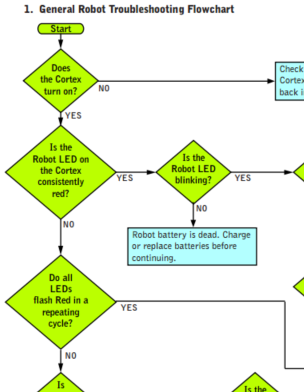 1. General Robot Troubleshooting Flowchart
Start
Does
the Cortex
turn on?
NO
Check
Cortex
back i
YES
Is the
Robot LED on
the Cortex
consistently
red?
YES
Is the
Robot LED
blinking?
YES
NO
NO
Robot battery is dead. Charge
or replace batteries before
continuing.
Do all
LEDs
flash Red in a
repeating
cycle?
YES
NO
Is
Is the